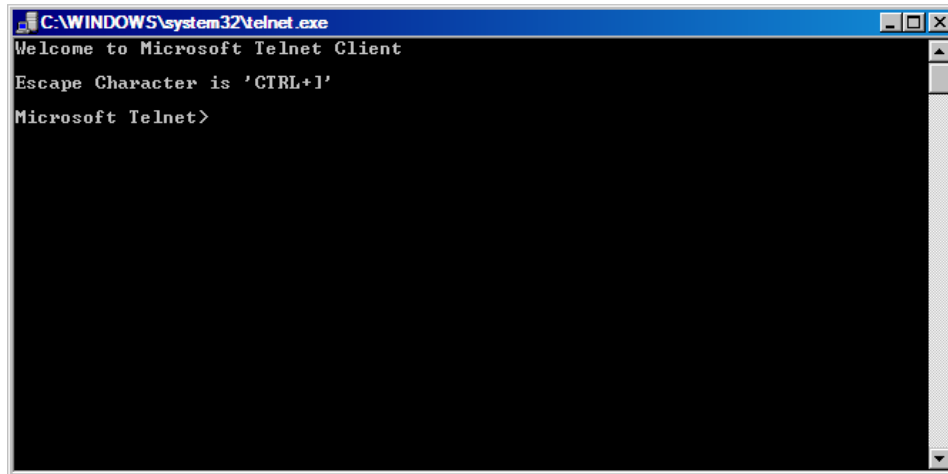 C:\WINDOWS\system32\telnet.exe
Welcome to Microsoft Telnet Client
Escape Character is 'CTRL+]'
Microsoft Telnet>